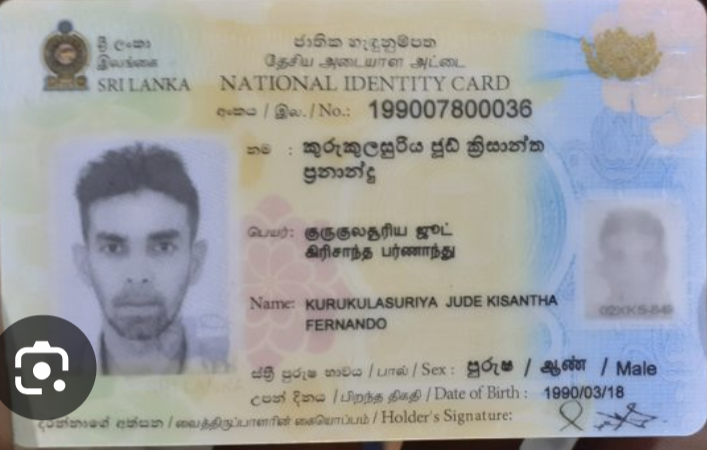 ශ්‍රී ලංකා
இலங்கை
SRI LANKA
ජාතික හැඳුනුම්පත
தேசிய அடையாள அட்டை
NATIONAL IDENTITY CARD
අංකය / இல. / No.: 199007800036
නම : කුරුකුලසූරිය ජූඩ් ක්‍රිසාන්ත
ප්‍රනාන්දු
பெயர்: குருகுலசூரிய ஜூட்
கிரிசாந்த பர்ணாந்து
Name: KURUKULASURIYA JUDE KISANTHA
FERNANDO
ස්ත්‍රී පුරුෂ භාවය / பால் / Sex : පුරුෂ / ஆண் / Male
උපන් දිනය / பிறந்த திகதி / Date of Birth : 1990/03/18
අත්සන / வைத்திருப்பாளரின் கையொப்பம் / Holder's Signature: